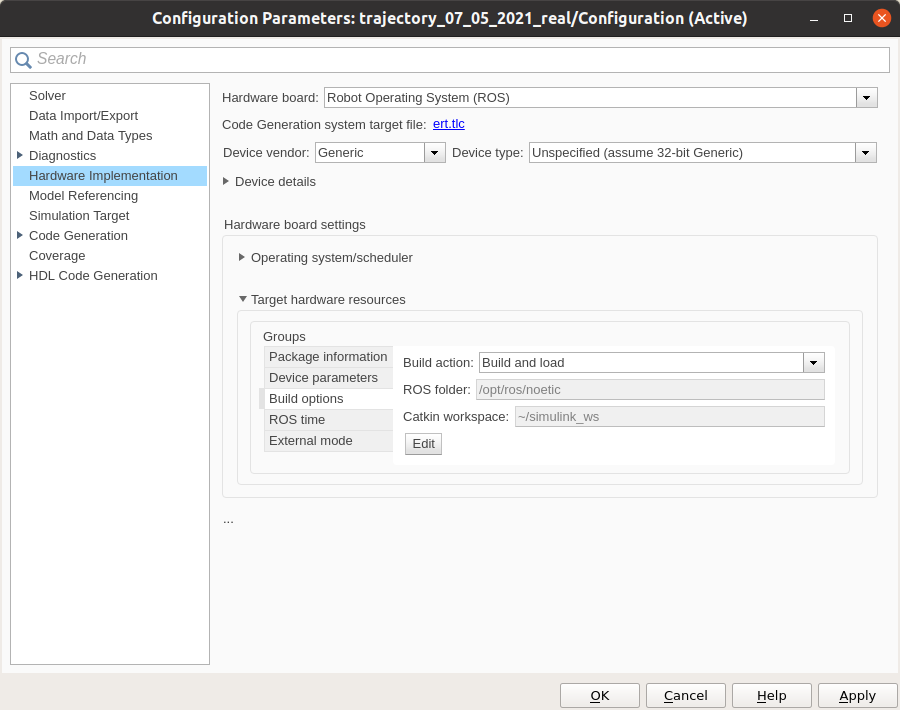 Configuration Parameters: trajectory_07_05_2021_real/Configuration (Active)
Search
Solver
Data Import/Export
Math and Data Types
Diagnostics
Hardware Implementation
Model Referencing
Simulation Target
Code Generation
Coverage
HDL Code Generation
Hardware board: Robot Operating System (ROS)
Code Generation system target file: ert.tlc
Device vendor: Generic Device type: Unspecified (assume 32-bit Generic)
Device details
Hardware board settings
Operating system/scheduler
Target hardware resources
Groups
Package information
Device parameters
Build options
ROS time
External mode
Build action: Build and load
ROS folder: /opt/ros/noetic
Catkin workspace: ~/simulink_ws
Edit
...
OK Cancel Help Apply